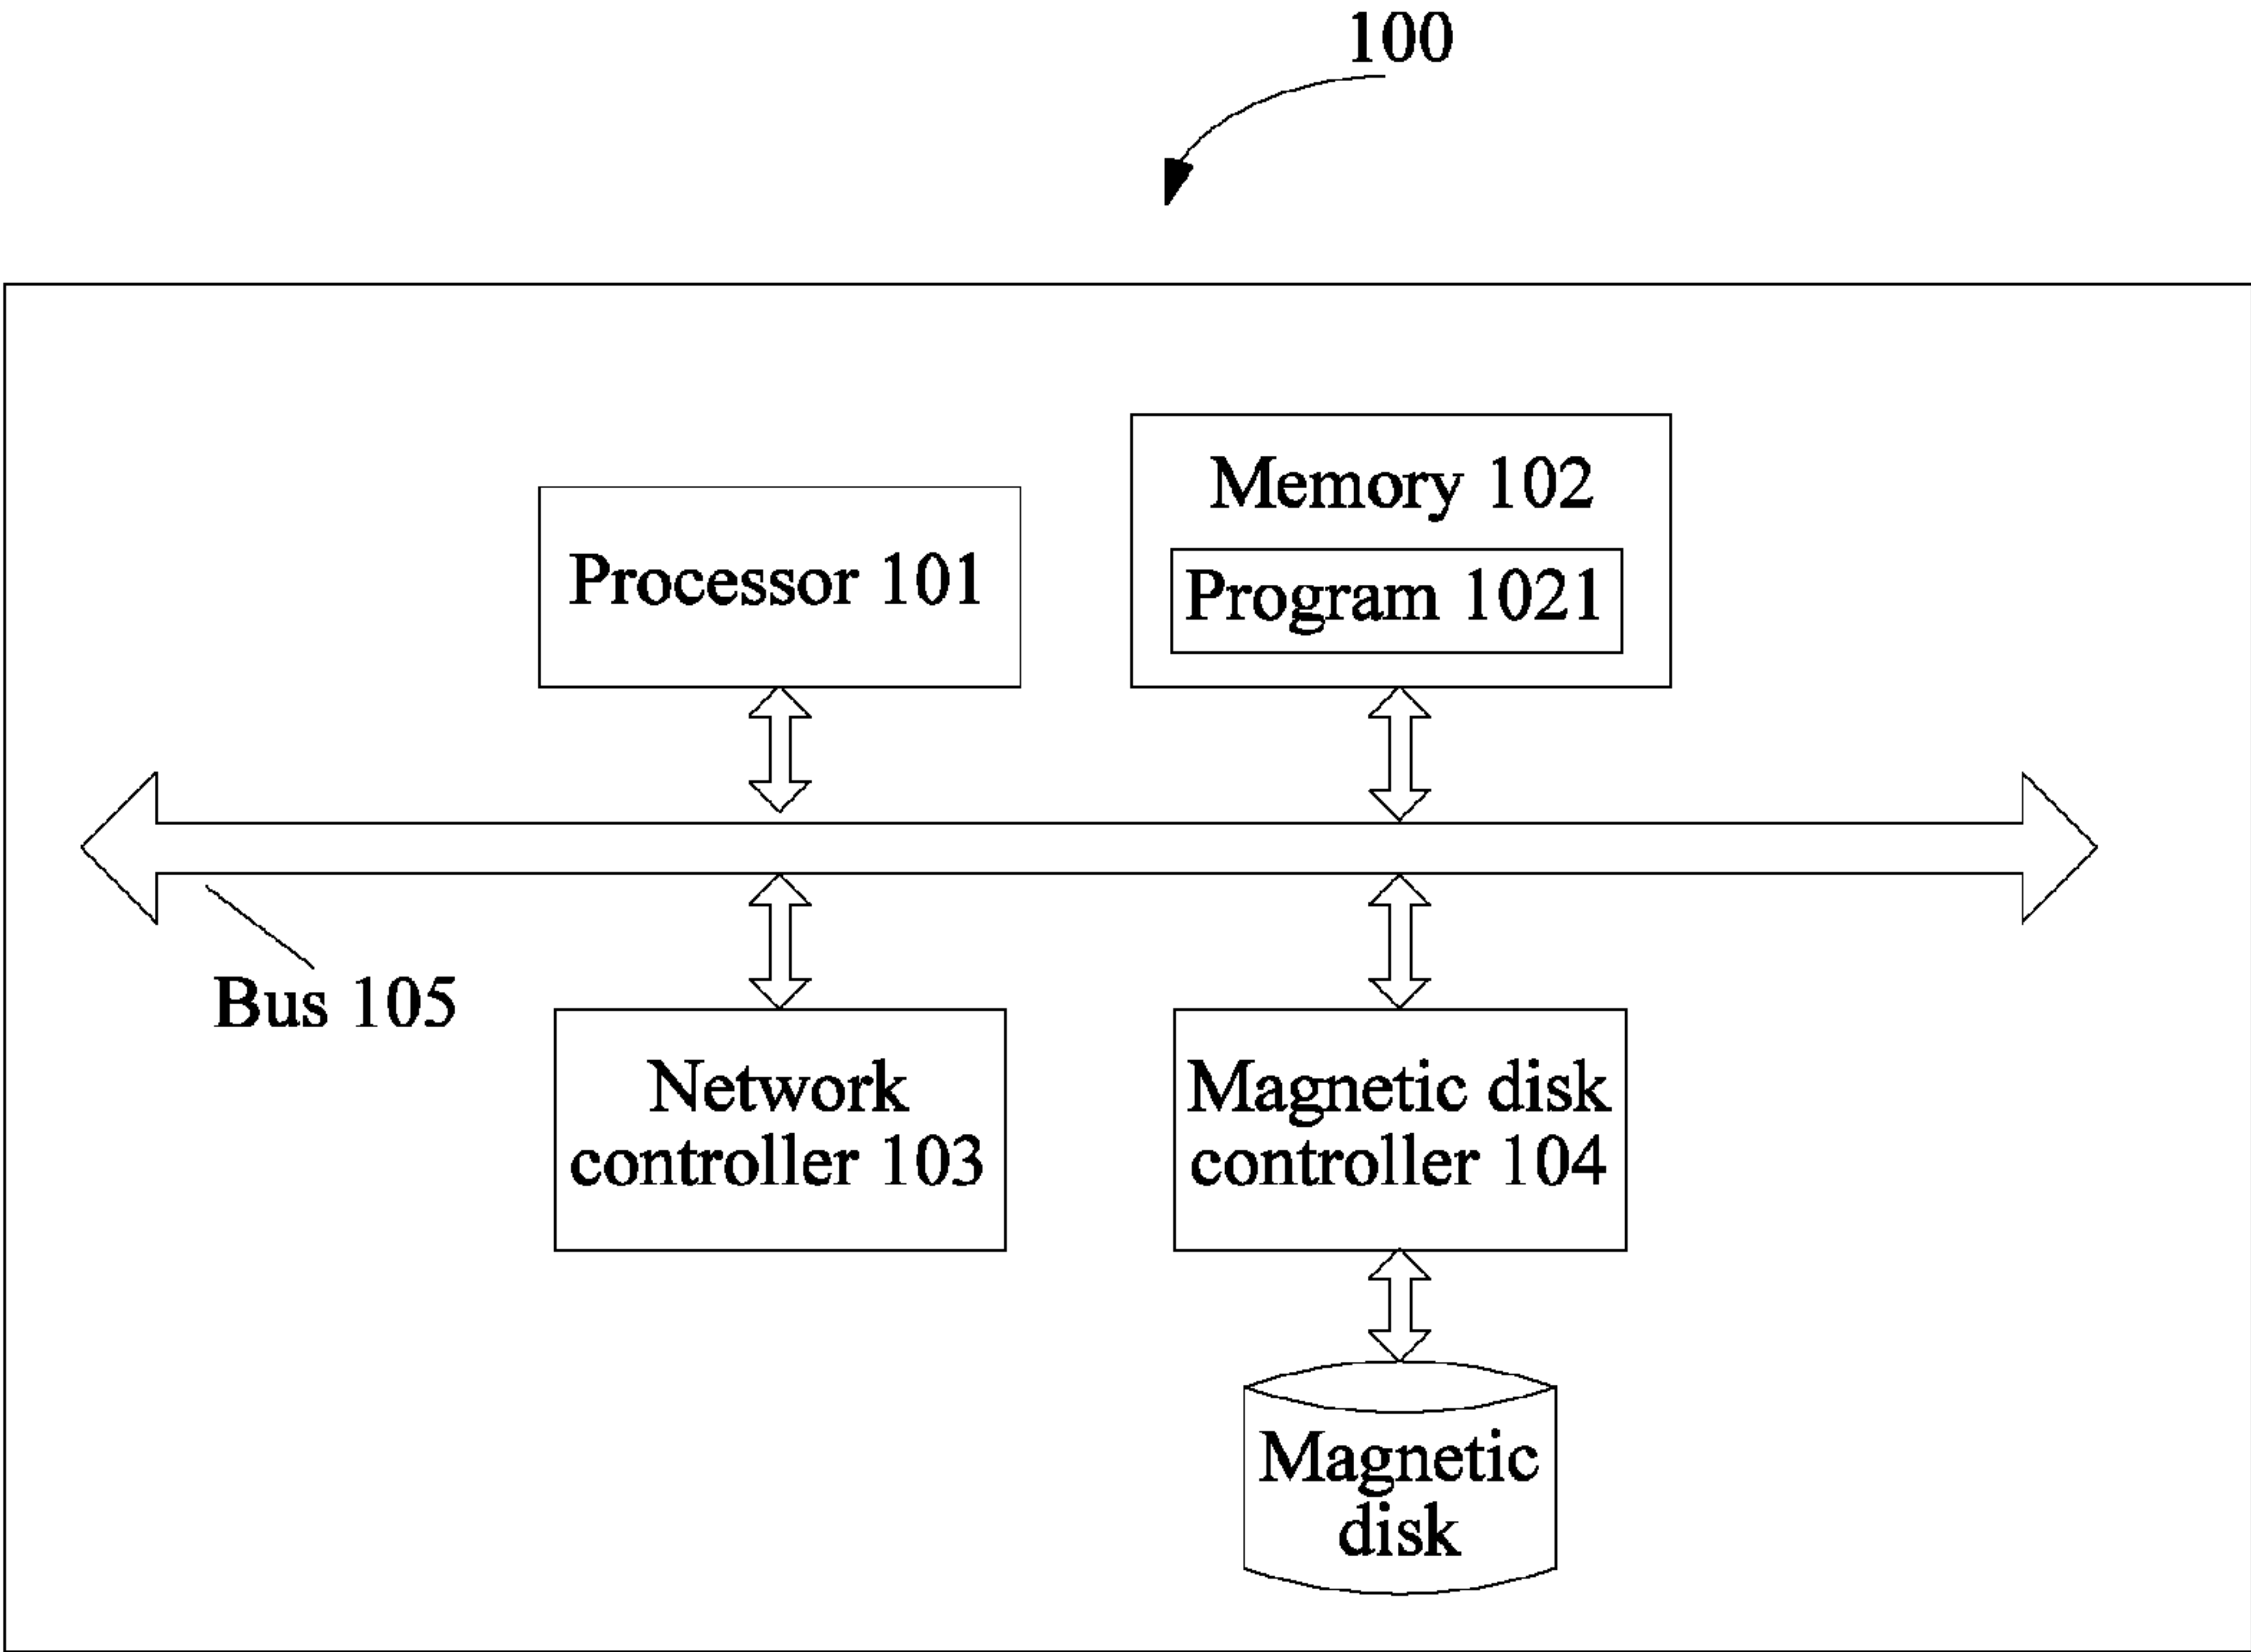 100
Memory 102
Processor 101
Program 1021
Bus 105
Network
controller 103
Magnetic disk
controller 104
Magnetic
disk